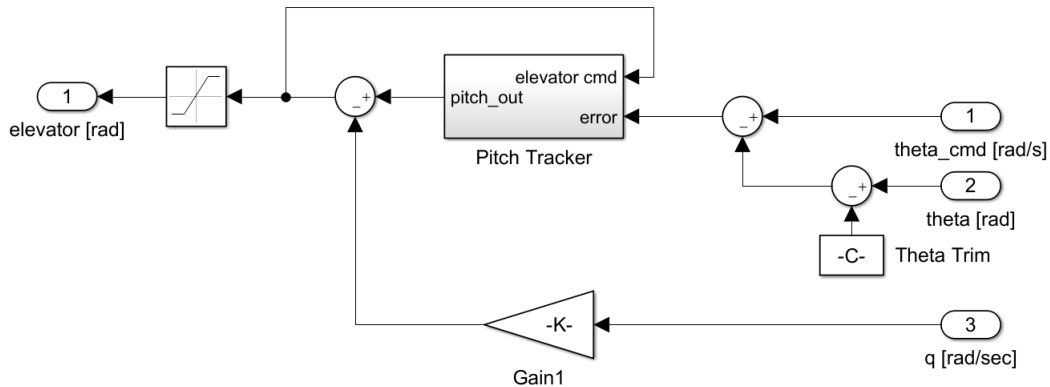 elevator cmd
pitch_out
error
Pitch Tracker
1
elevator [rad]
1
theta_cmd [rad/s]
2
theta [rad]
-C-
Theta Trim
-K-
Gain1
3
q [rad/sec]